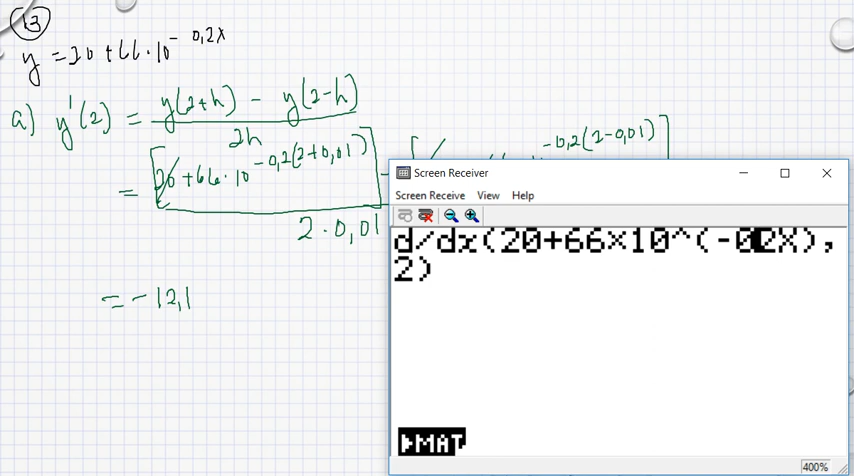 13
y = 20 + 66 · 10^-0,2x
a) y'(2) = y(2+h) - y(2-h)
2h
= [20 + 66 · 10^-0,2(2+0,01)] - [ -0,2(2-0,01)]
2 · 0,01
= -12,1
Screen Receiver
Screen Receive View Help
d/dx(20+66×10^(-0.2X),
2)
▶MAT
400%